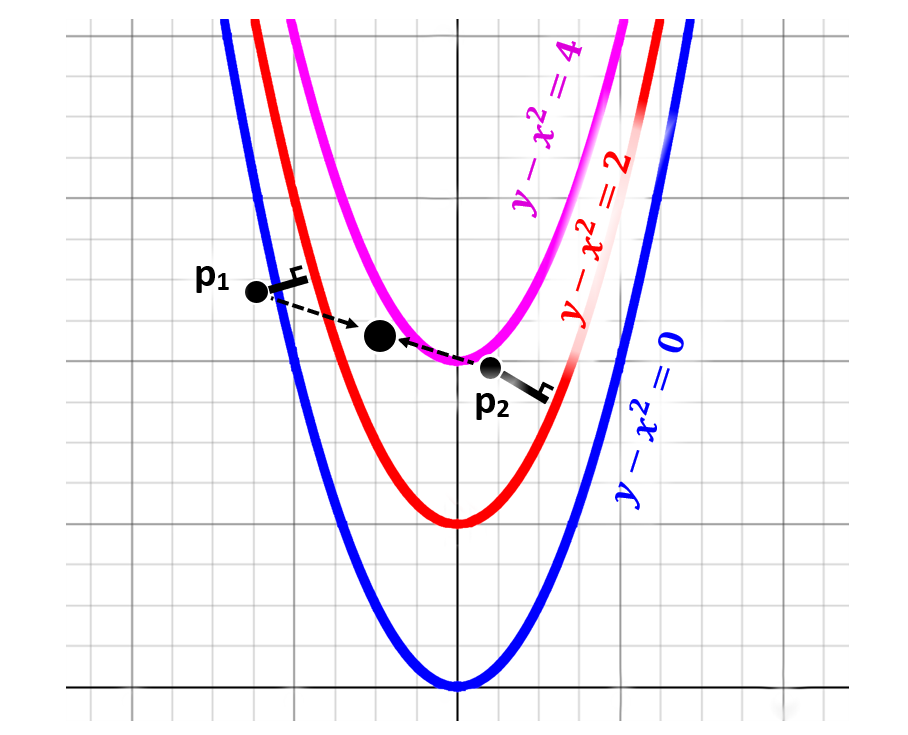 y − x² = 4
y − x² = 2
p₁
y − x² = 0
p₂